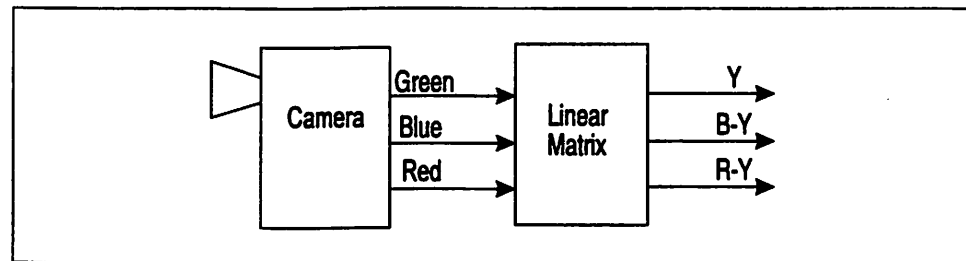 Camera
Green
Blue
Red
Linear
Matrix
Y
B-Y
R-Y